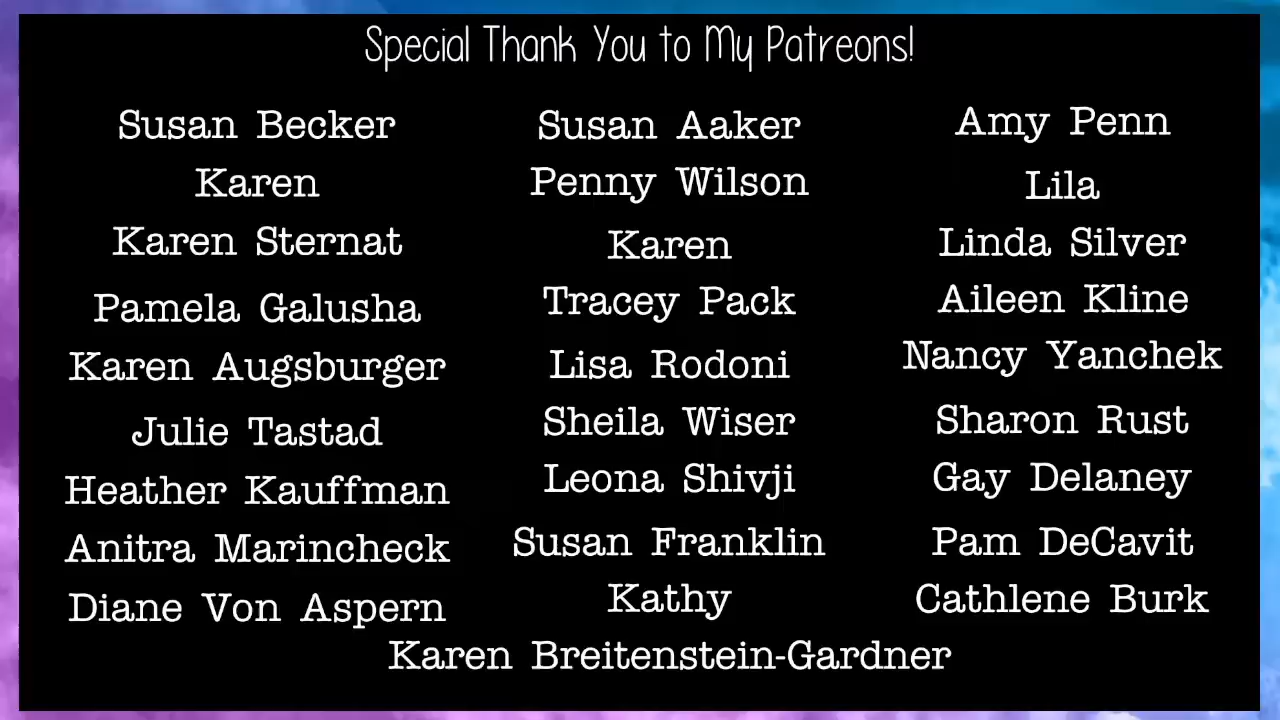 Special Thank You to My Patreons!
Susan Becker
Karen
Karen Sternat
Pamela Galusha
Karen Augsburger
Julie Tastad
Heather Kauffman
Anitra Marincheck
Diane Von Aspern
Susan Aaker
Penny Wilson
Karen
Tracey Pack
Lisa Rodoni
Sheila Wiser
Leona Shivji
Susan Franklin
Kathy
Karen Breitenstein-Gardner
Amy Penn
Lila
Linda Silver
Aileen Kline
Nancy Yanchek
Sharon Rust
Gay Delaney
Pam DeCavit
Cathlene Burk